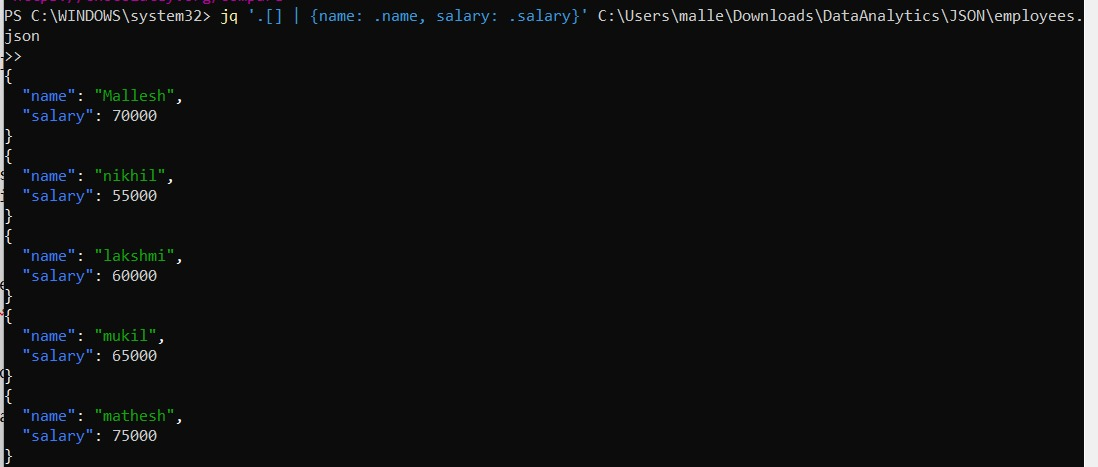 PS C:\WINDOWS\system32> jq '.[] | {name: .name, salary: .salary}' C:\Users\malle\Downloads\DataAnalytics\JSON\employees.
json
>>
{
  "name": "Mallesh",
  "salary": 70000
}
{
  "name": "nikhil",
  "salary": 55000
}
{
  "name": "lakshmi",
  "salary": 60000
}
{
  "name": "mukil",
  "salary": 65000
}
{
  "name": "mathesh",
  "salary": 75000
}